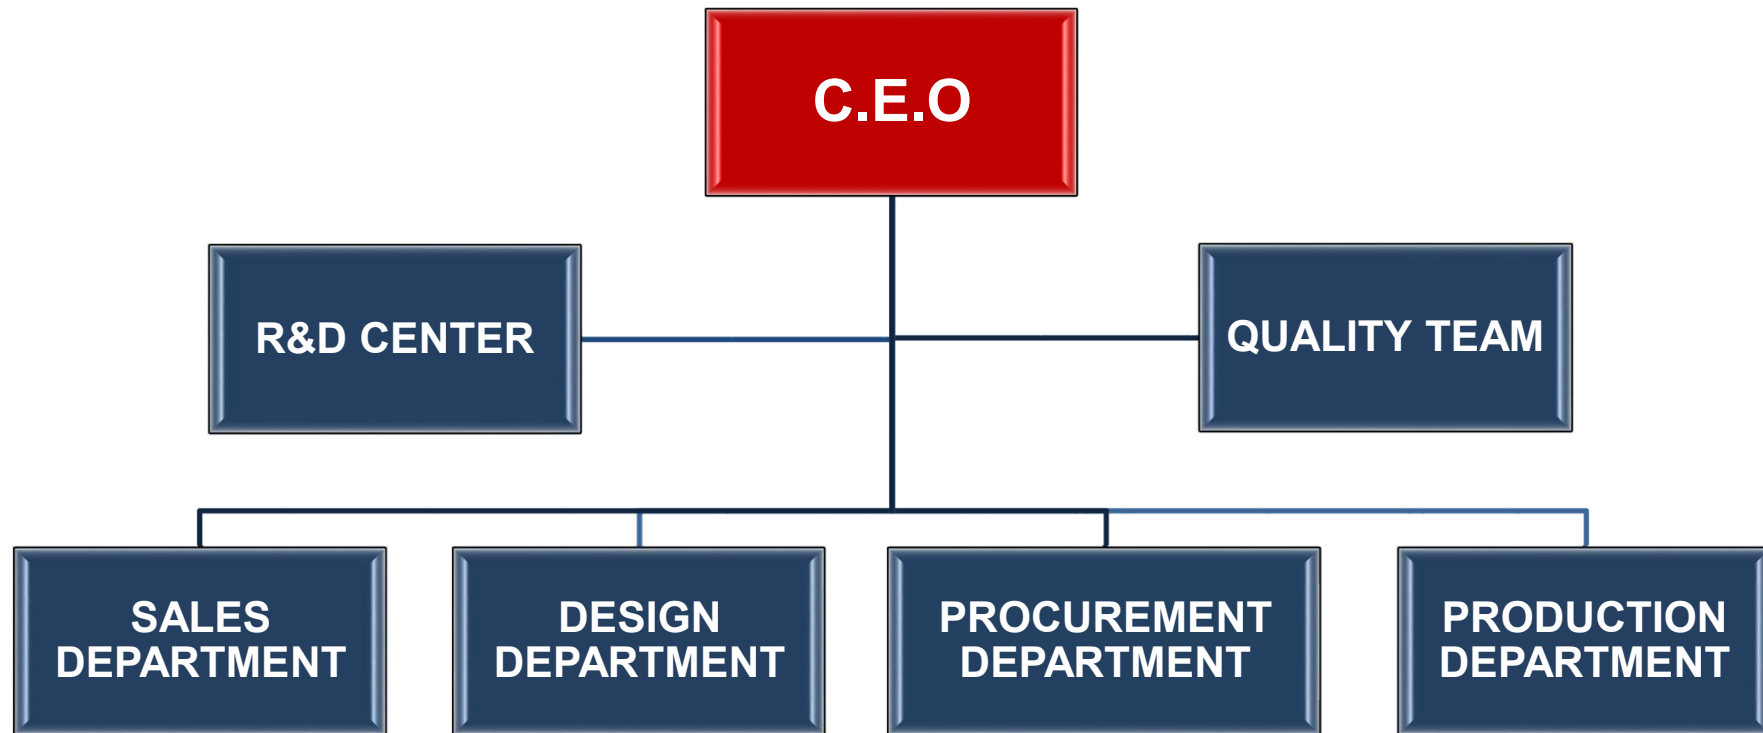 C.E.O
R&D CENTER
QUALITY TEAM
SALES
DEPARTMENT
DESIGN
DEPARTMENT
PROCUREMENT
DEPARTMENT
PRODUCTION
DEPARTMENT